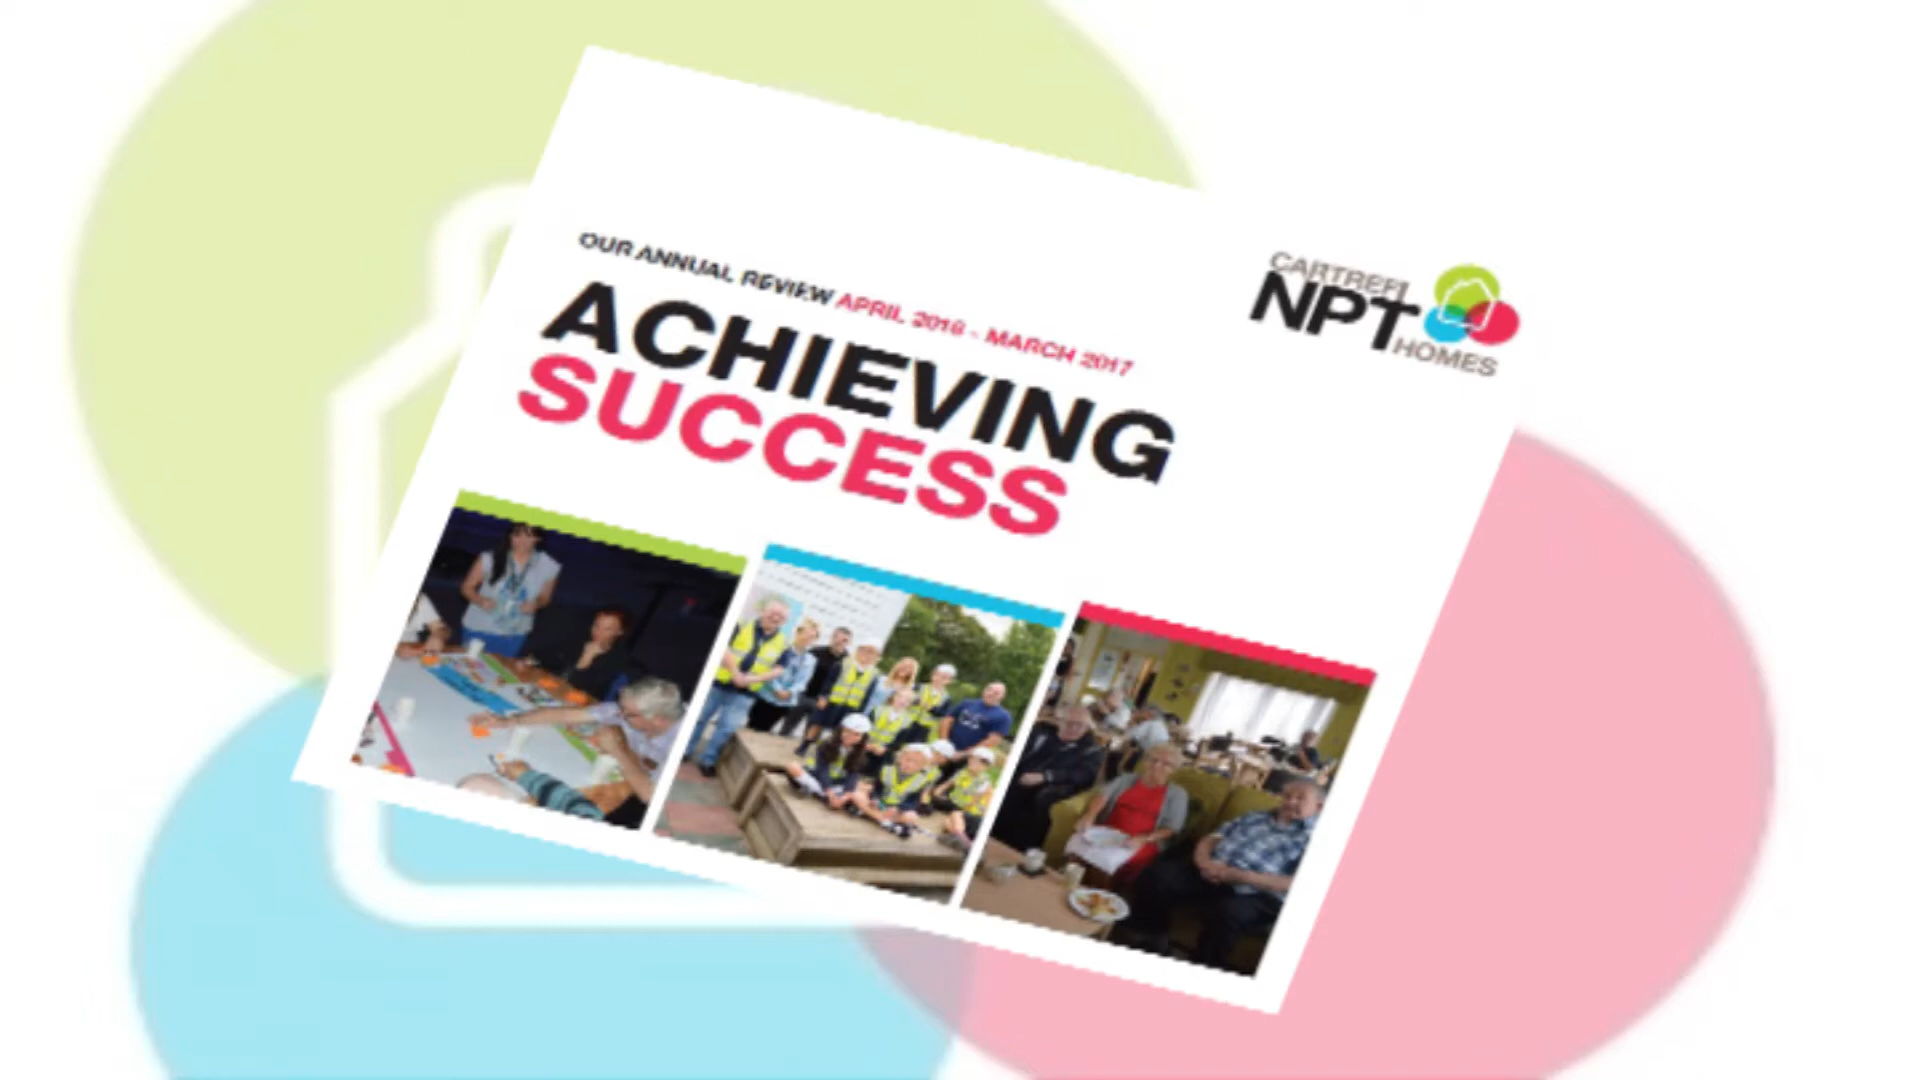 OUR ANNUAL REVIEW APRIL 2016 - MARCH 2017
ACHIEVING
SUCCESS
CARTREFI
NPT
HOMES